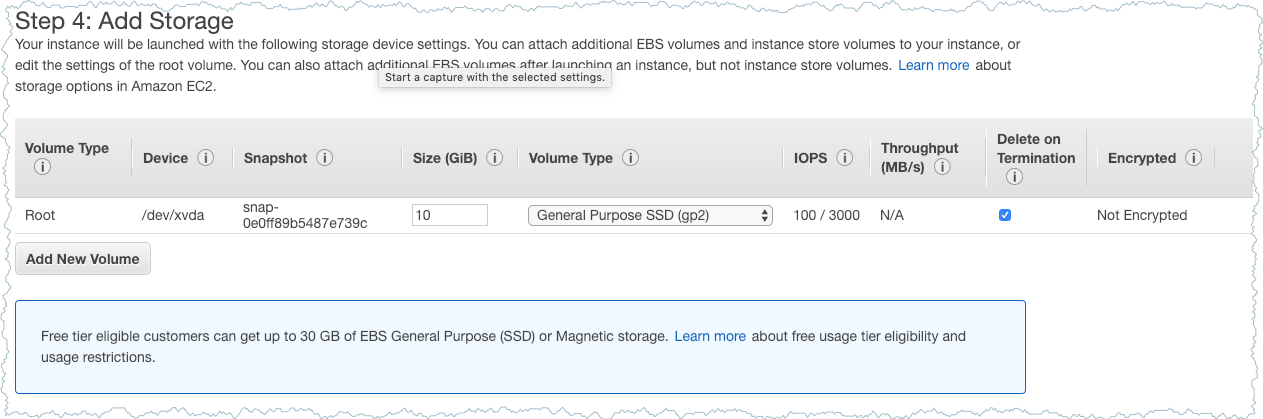 Step 4: Add Storage
Your instance will be launched with the following storage device settings. You can attach additional EBS volumes and instance store volumes to your instance, or
edit the settings of the root volume. You can also attach additional EBS volumes after launching an instance, but not instance store volumes. Learn more about
Start a capture with the selected settings.
storage options in Amazon EC2.
Volume Type Device Snapshot Size (GiB) Volume Type IOPS Throughput (MB/s) Delete on Termination Encrypted
Root /dev/xvda snap-0e0ff89b5487e739c 10 General Purpose SSD (gp2) 100 / 3000 N/A Not Encrypted
Add New Volume
Free tier eligible customers can get up to 30 GB of EBS General Purpose (SSD) or Magnetic storage. Learn more about free usage tier eligibility and
usage restrictions.